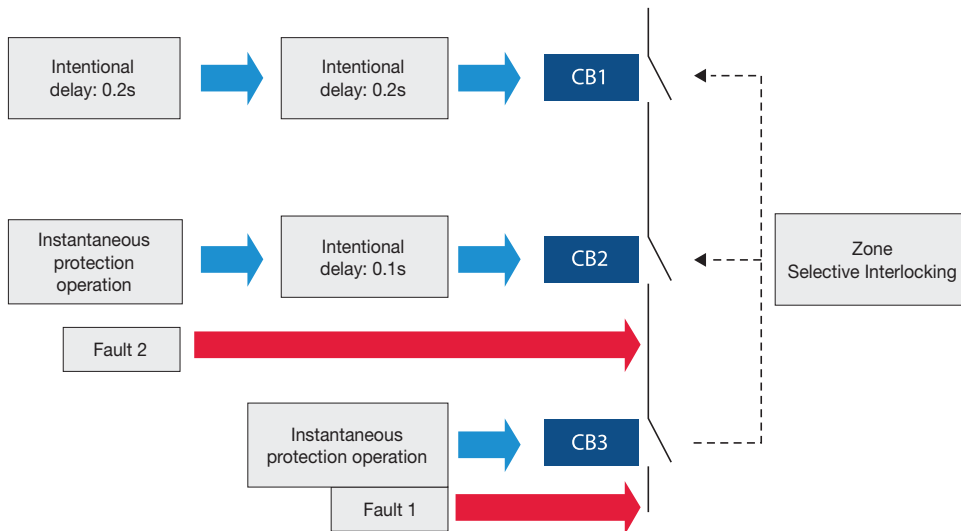 Intentional
delay: 0.2s
Intentional
delay: 0.2s
CB1
Instantaneous
protection
operation
Intentional
delay: 0.1s
CB2
Zone
Selective Interlocking
Fault 2
Instantaneous
protection operation
CB3
Fault 1